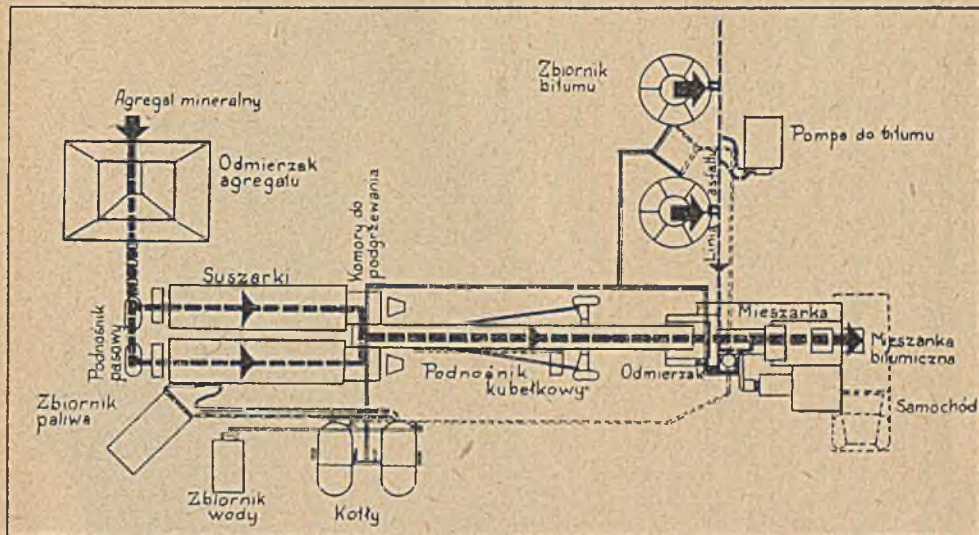 Agregat mineralny
Odmierzak
agregatu
Suszarki
Komory do
podgrzewania
Podnośnik
pasowy
Zbiornik
paliwa
Zbiornik
wody
Kotły
Podnośnik
kubełkowy
Odmierzak
Zbiornik
bitumu
Linia asfaltu
Pompa do bitumu
Mieszarka
Mieszanka
bitumiczna
Samochód